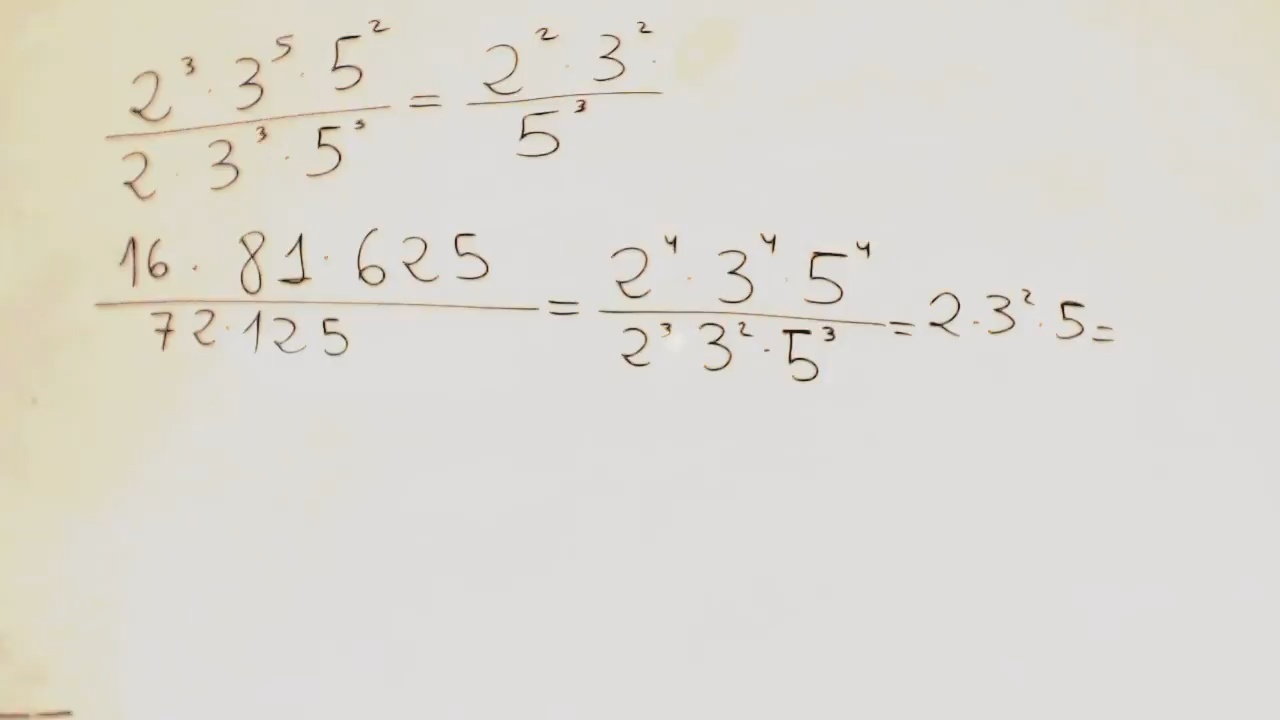 2³ · 3⁵ · 5² / 2 · 3³ · 5⁵ = 2² · 3² · / 5³
16 · 81 · 625 / 72 · 125 = 2⁴ · 3⁴ · 5⁴ / 2³ 3² · 5³ = 2 · 3² · 5 =